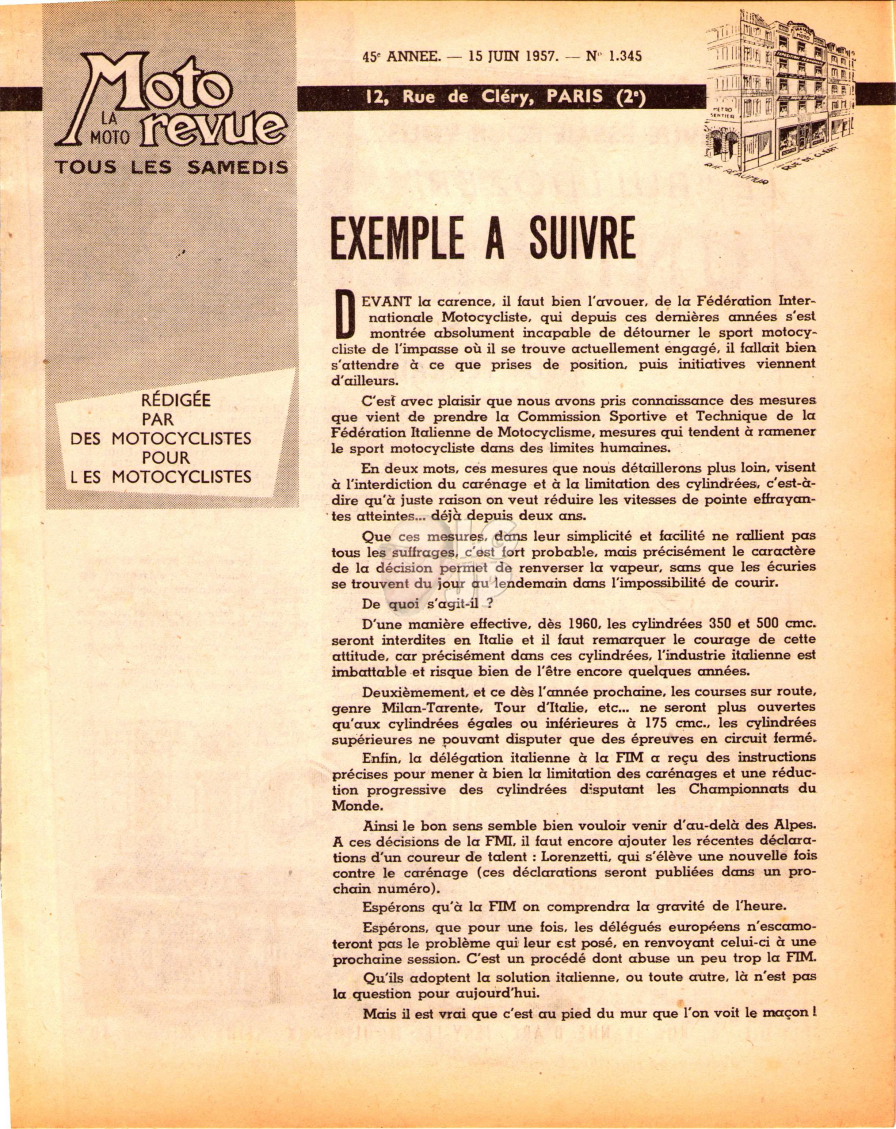 Moto
LA
MOTO revue
TOUS LES SAMEDIS
45e ANNEE. — 15 JUIN 1957. — N° 1.345
12, Rue de Cléry, PARIS (2e)
METRO
SENTIER
RUE DE CLERY
RÉDIGÉE
PAR
DES MOTOCYCLISTES
POUR
LES MOTOCYCLISTES
EXEMPLE A SUIVRE
DEVANT la carence, il faut bien l'avouer, de la Fédération Inter-
nationale Motocycliste, qui depuis ces dernières années s'est
montrée absolument incapable de détourner le sport motocy-
cliste de l'impasse où il se trouve actuellement engagé, il fallait bien
s'attendre à ce que prises de position, puis initiatives viennent
d'ailleurs.
C'est avec plaisir que nous avons pris connaissance des mesures
que vient de prendre la Commission Sportive et Technique de la
Fédération Italienne de Motocyclisme, mesures qui tendent à ramener
le sport motocycliste dans des limites humaines.
En deux mots, ces mesures que nous détaillerons plus loin, visent
à l'interdiction du carénage et à la limitation des cylindrées, c'est-à-
dire qu'à juste raison on veut réduire les vitesses de pointe effrayan-
tes atteintes... déjà depuis deux ans.
Que ces mesures, dans leur simplicité et facilité ne rallient pas
tous les suffrages, c'est fort probable, mais précisément le caractère
de la décision permet de renverser la vapeur, sans que les écuries
se trouvent du jour au lendemain dans l'impossibilité de courir.
De quoi s'agit-il ?
D'une manière effective, dès 1960, les cylindrées 350 et 500 cmc.
seront interdites en Italie et il faut remarquer le courage de cette
attitude, car précisément dans ces cylindrées, l'industrie italienne est
imbattable et risque bien de l'être encore quelques années.
Deuxièmement, et ce dès l'année prochaine, les courses sur route,
genre Milan-Tarente, Tour d'Italie, etc... ne seront plus ouvertes
qu'aux cylindrées égales ou inférieures à 175 cmc., les cylindrées
supérieures ne pouvant disputer que des épreuves en circuit fermé.
Enfin, la délégation italienne à la FIM a reçu des instructions
précises pour mener à bien la limitation des carénages et une réduc-
tion progressive des cylindrées disputant les Championnats du
Monde.
Ainsi le bon sens semble bien vouloir venir d'au-delà des Alpes.
A ces décisions de la FMI, il faut encore ajouter les récentes déclara-
tions d'un coureur de talent : Lorenzetti, qui s'élève une nouvelle fois
contre le carénage (ces déclarations seront publiées dans un pro-
chain numéro).
Espérons qu'à la FIM on comprendra la gravité de l'heure.
Espérons, que pour une fois, les délégués européens n'escamo-
teront pas le problème qui leur est posé, en renvoyant celui-ci à une
prochaine session. C'est un procédé dont abuse un peu trop la FIM.
Qu'ils adoptent la solution italienne, ou toute autre, là n'est pas
la question pour aujourd'hui.
Mais il est vrai que c'est au pied du mur que l'on voit le maçon !